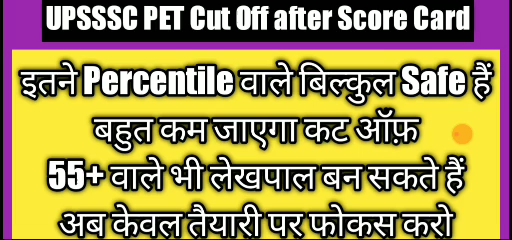 UPSSSC PET Cut Off after Score Card
इतने Percentile वाले बिल्कुल Safe हैं
बहुत कम जाएगा कट ऑफ़
55+ वाले भी लेखपाल बन सकते हैं
अब केवल तैयारी पर फोकस करो